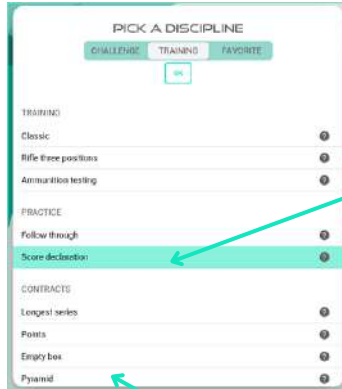 PICK A DISCIPLINE
CHALLENGE TRAINING FAVORITE
TRAINING
Classic
Rifle three positions
Ammunition testing
PRACTICE
Follow through
Score declaration
CONTRACTS
Longest series
Points
Empty box
Pyramid